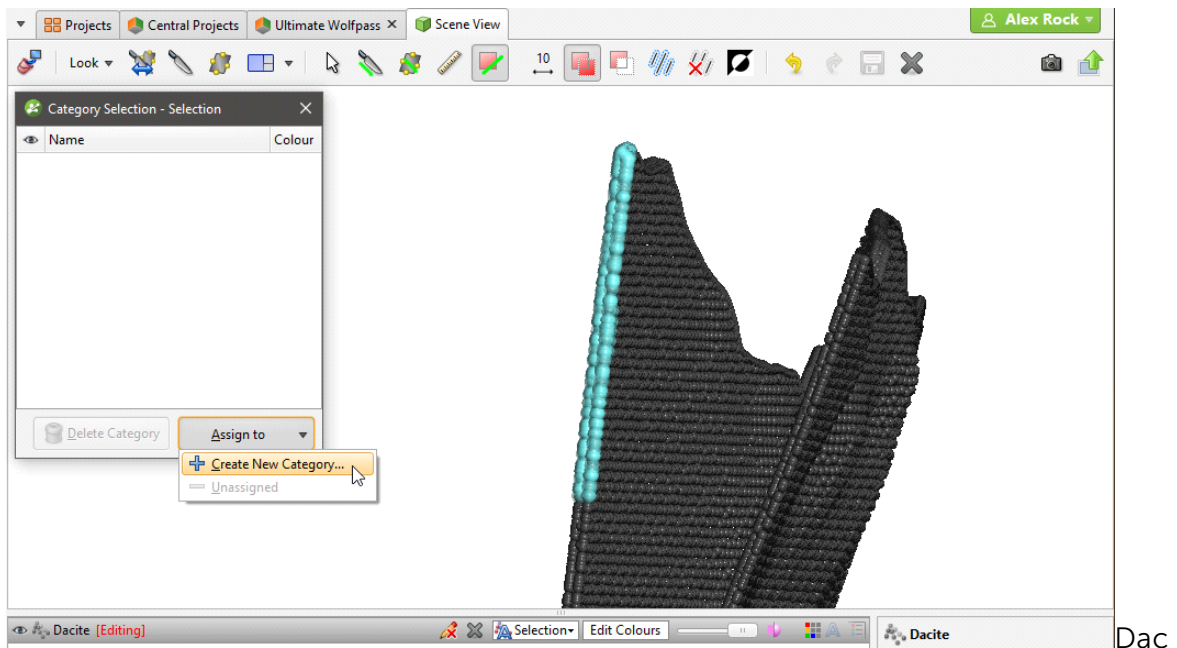 Projects Central Projects Ultimate Wolfpass × Scene View Alex Rock
Look 10
Category Selection - Selection
Name Colour
Delete Category Assign to
Create New Category...
Unassigned
Dacite [Editing] Selection Edit Colours Dacite
Dac